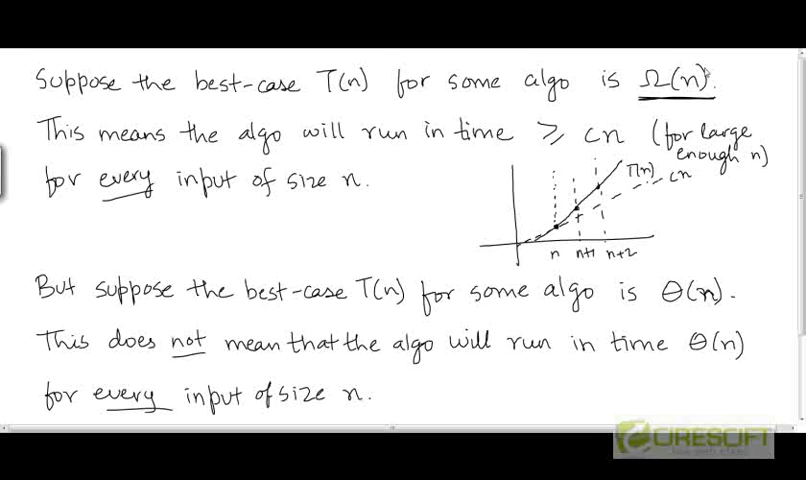 Suppose the best-case T(n) for some algo is Ω(n).
This means the algo will run in time ≥ cn (for large
enough n)
for every input of size n.
T(n)
cn
n n+1 n+2
But suppose the best-case T(n) for some algo is Θ(n).
This does not mean that the algo will run in time Θ(n)
for every input of size n.